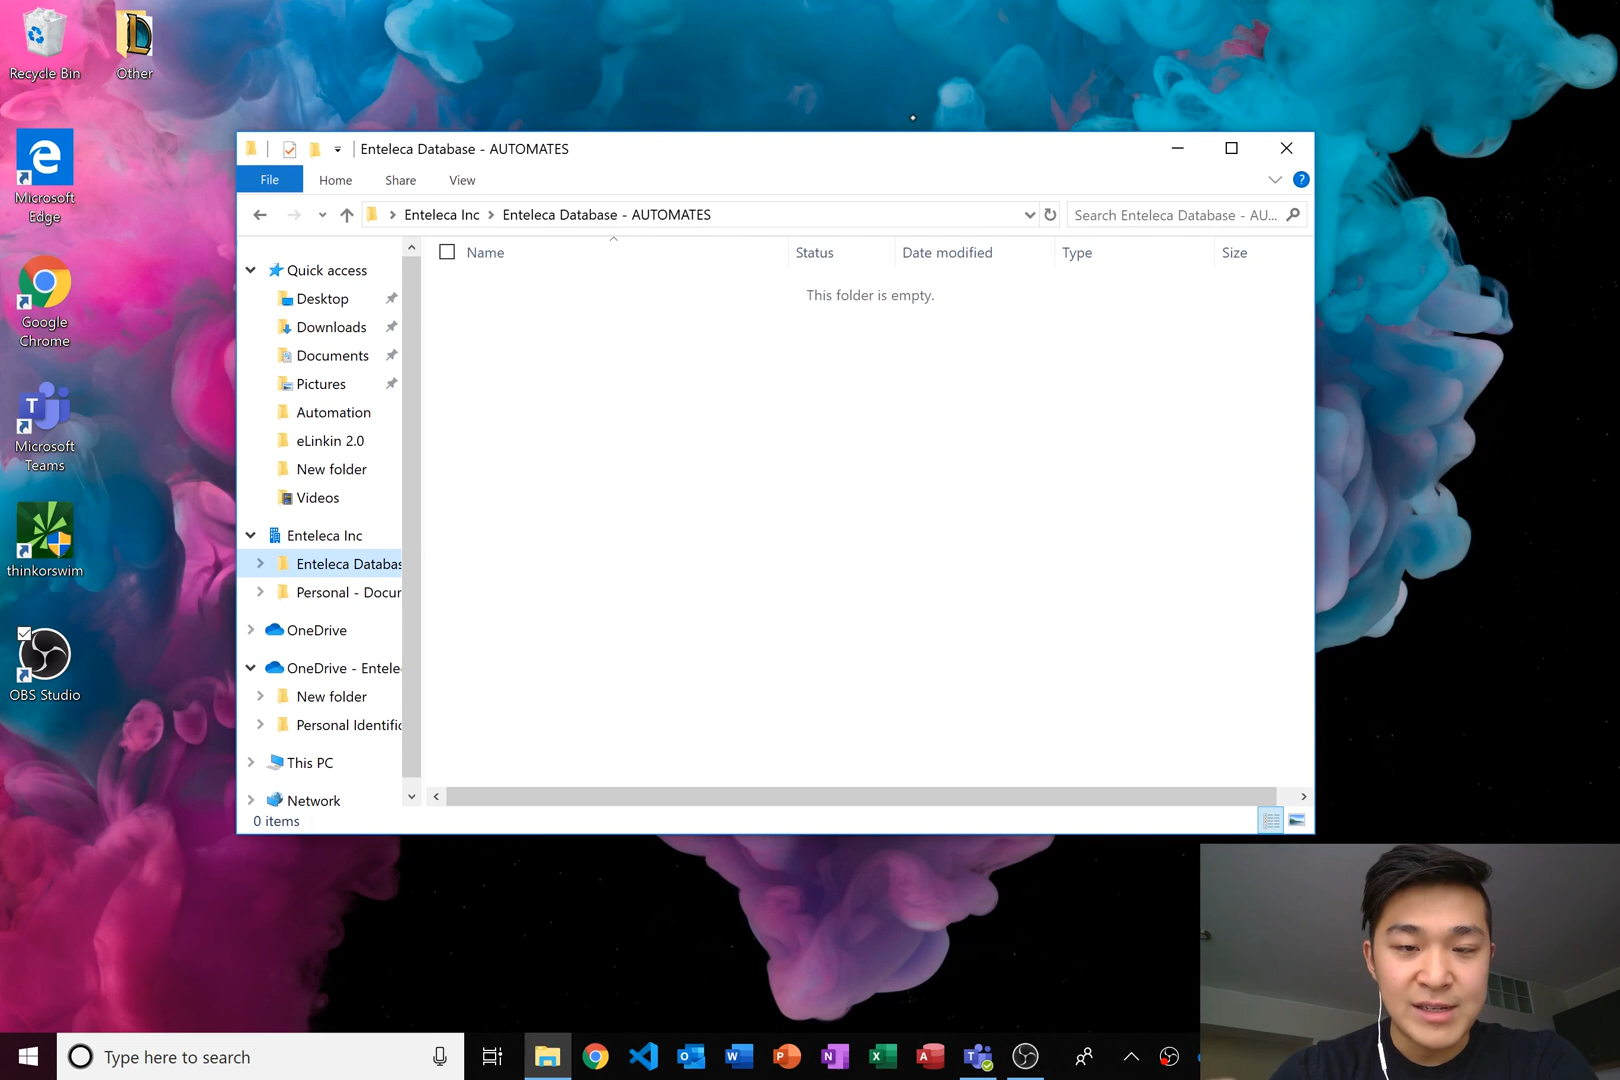 Recycle Bin
Other
Microsoft
Edge
Google
Chrome
Microsoft
Teams
thinkorswim
OBS Studio
Enteleca Database - AUTOMATES
File
Home
Share
View
Enteleca Inc
Enteleca Database - AUTOMATES
Search Enteleca Database - AU...
Name
Status
Date modified
Type
Size
This folder is empty.
Quick access
Desktop
Downloads
Documents
Pictures
Automation
eLinkin 2.0
New folder
Videos
Enteleca Inc
Enteleca Databas
Personal - Docur
OneDrive
OneDrive - Entele
New folder
Personal Identific
This PC
Network
0 items
Type here to search